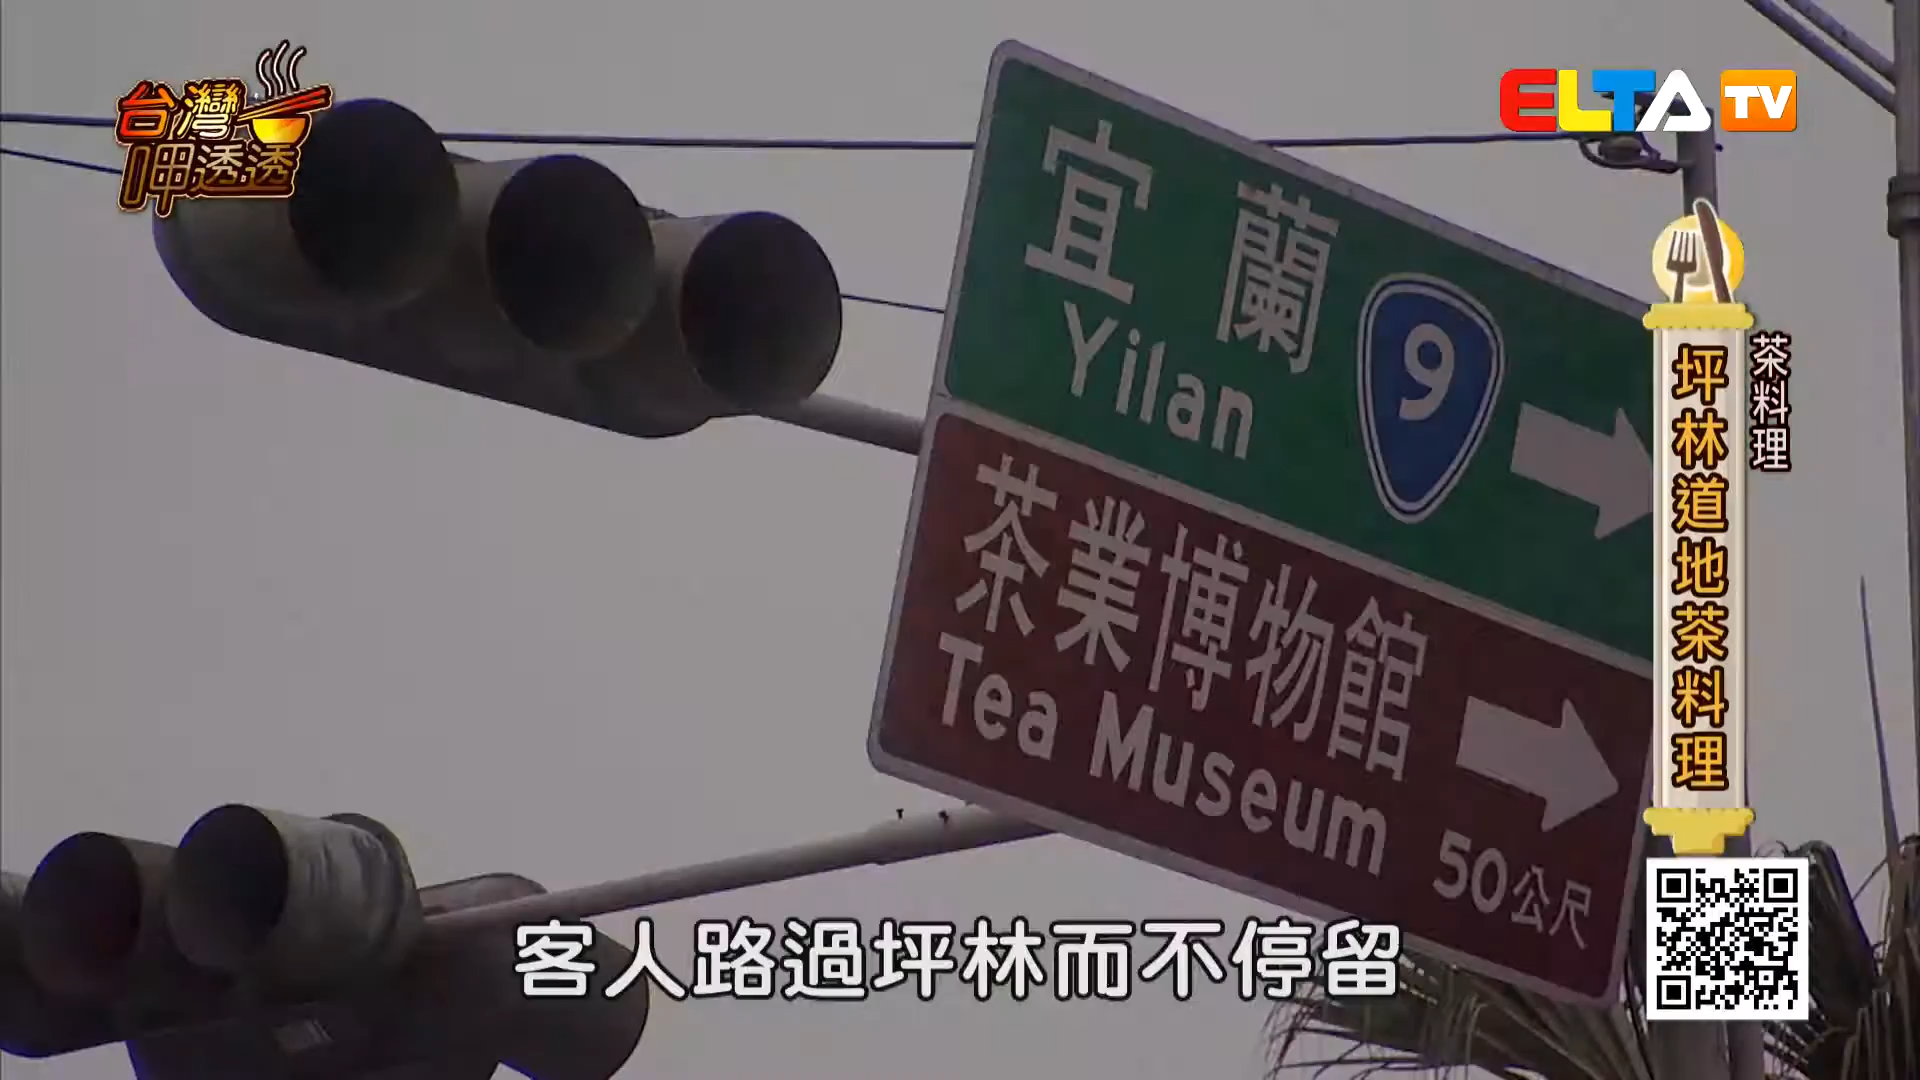 台灣
呷透透
ELTA TV
宜蘭
Yilan
9
茶業博物館
Tea Museum
50公尺
茶料理
坪林道地茶料理
客人路過坪林而不停留